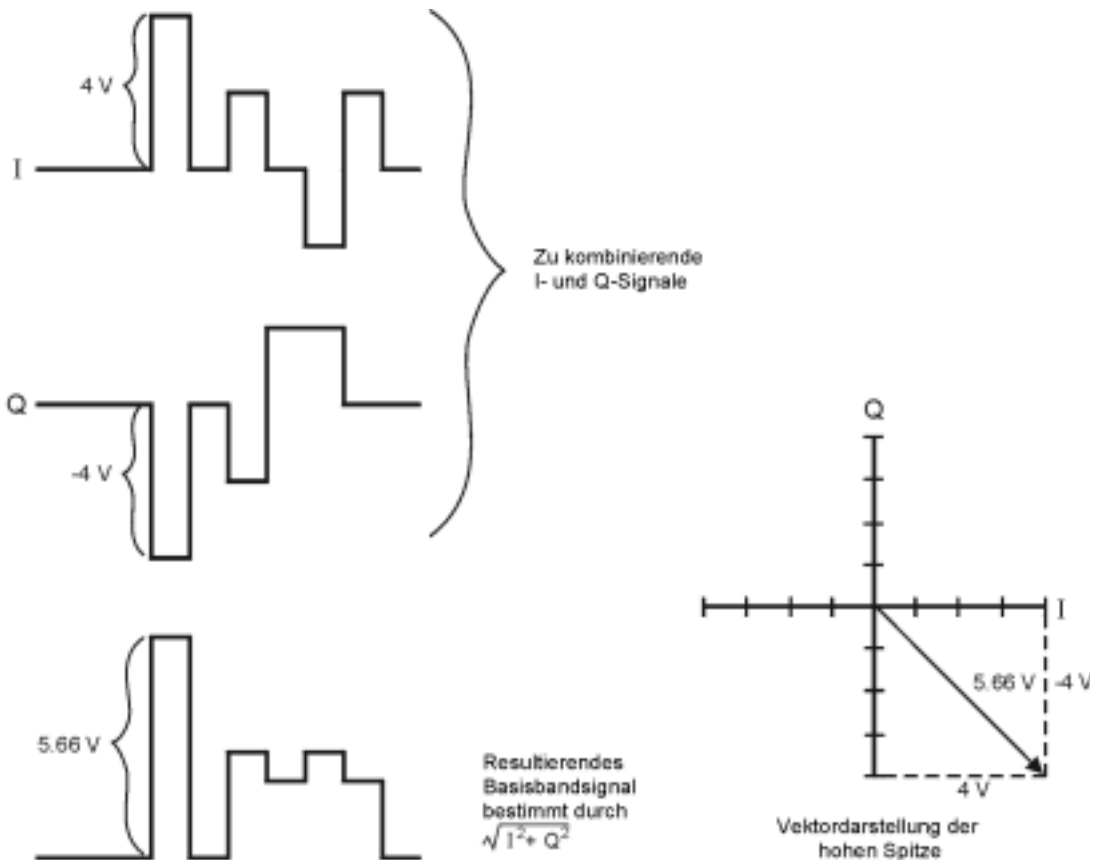 4 V
I
Zu kombinierende
I- und Q-Signale
Q
-4 V
Q
I
5.66 V
-4 V
4 V
5.66 V
Resultierendes
Basisbandsignal
bestimmt durch
√I²+ Q²
Vektordarstellung der
hohen Spitze